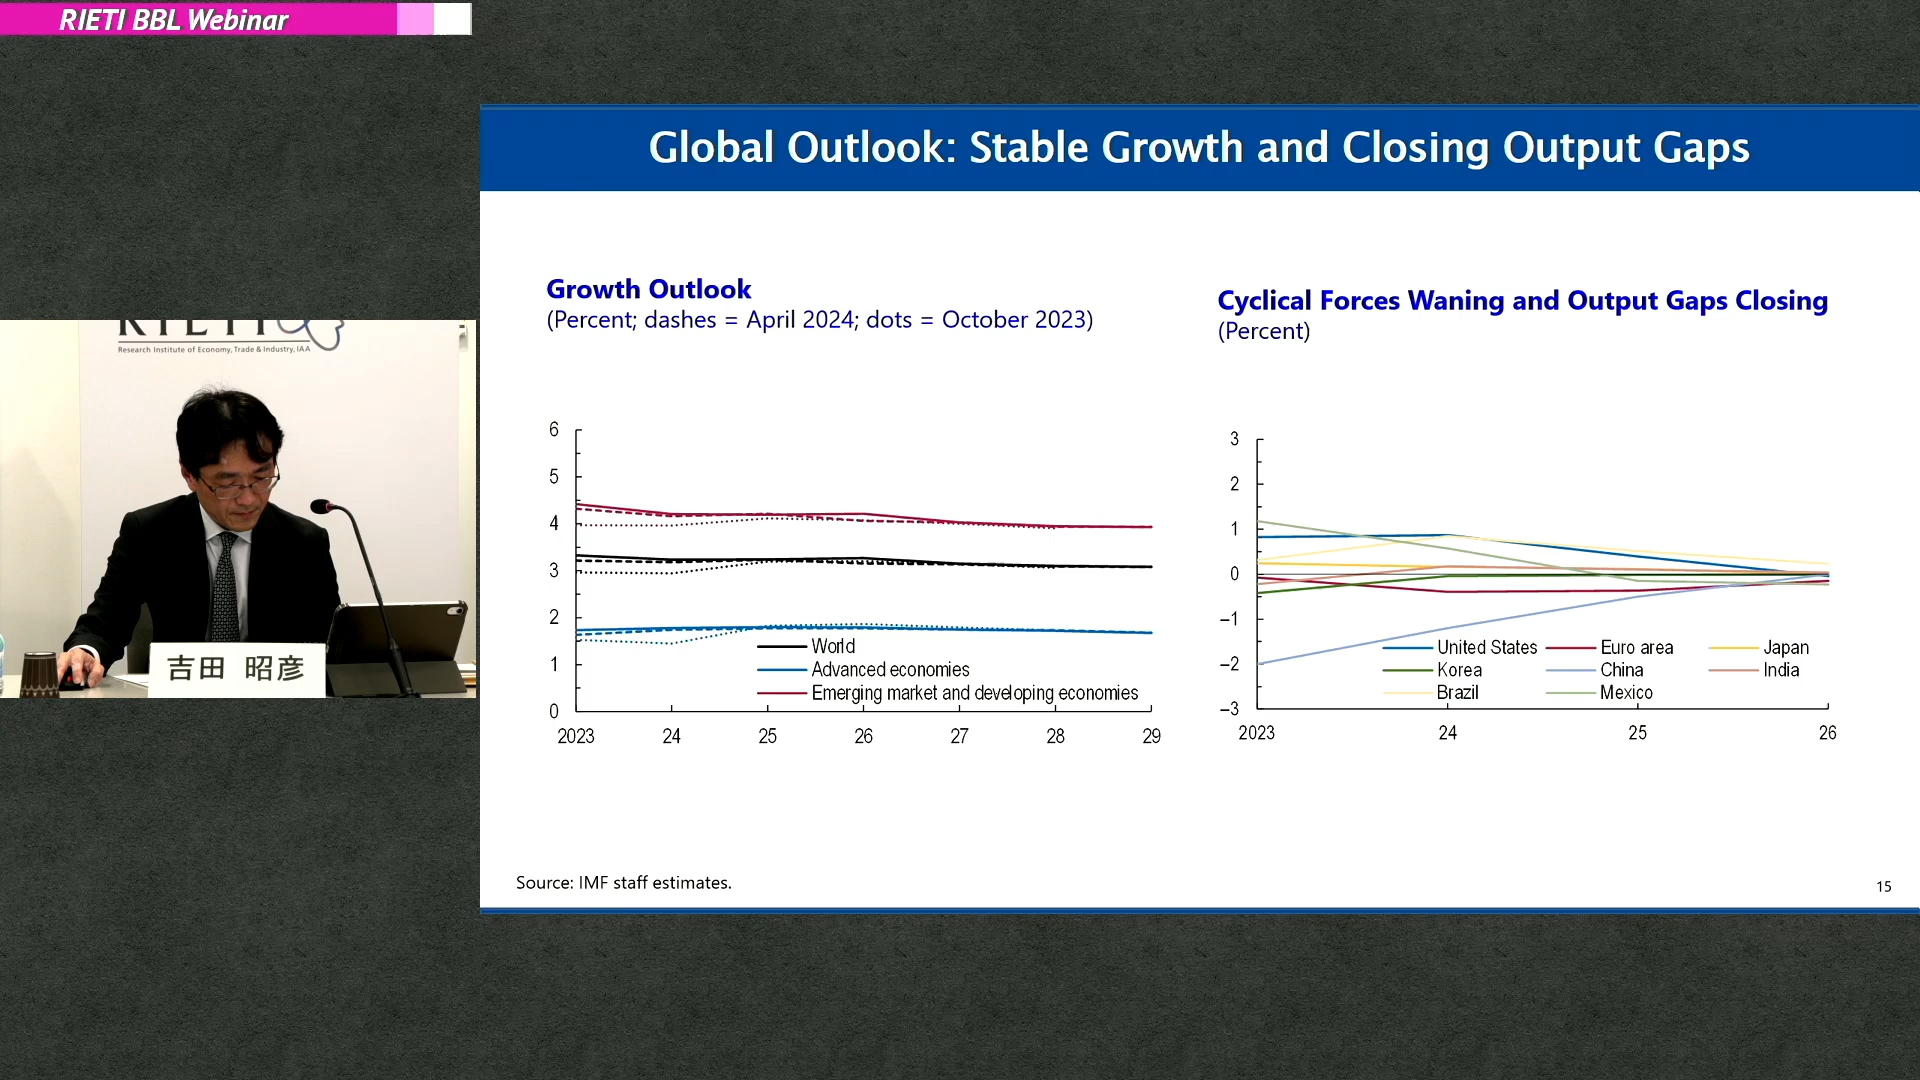 RIETI BBL Webinar
Global Outlook: Stable Growth and Closing Output Gaps
Growth Outlook
(Percent; dashes = April 2024; dots = October 2023)
6
5
4
3
2
1
0
World
Advanced economies
Emerging market and developing economies
2023 24 25 26 27 28 29
Cyclical Forces Waning and Output Gaps Closing
(Percent)
3
2
1
0
–1
–2
–3
United States Euro area Japan
Korea China India
Brazil Mexico
2023 24 25 26
Source: IMF staff estimates.
15
RIETI
Research Institute of Economy, Trade & Industry, IAA
吉田 昭彦